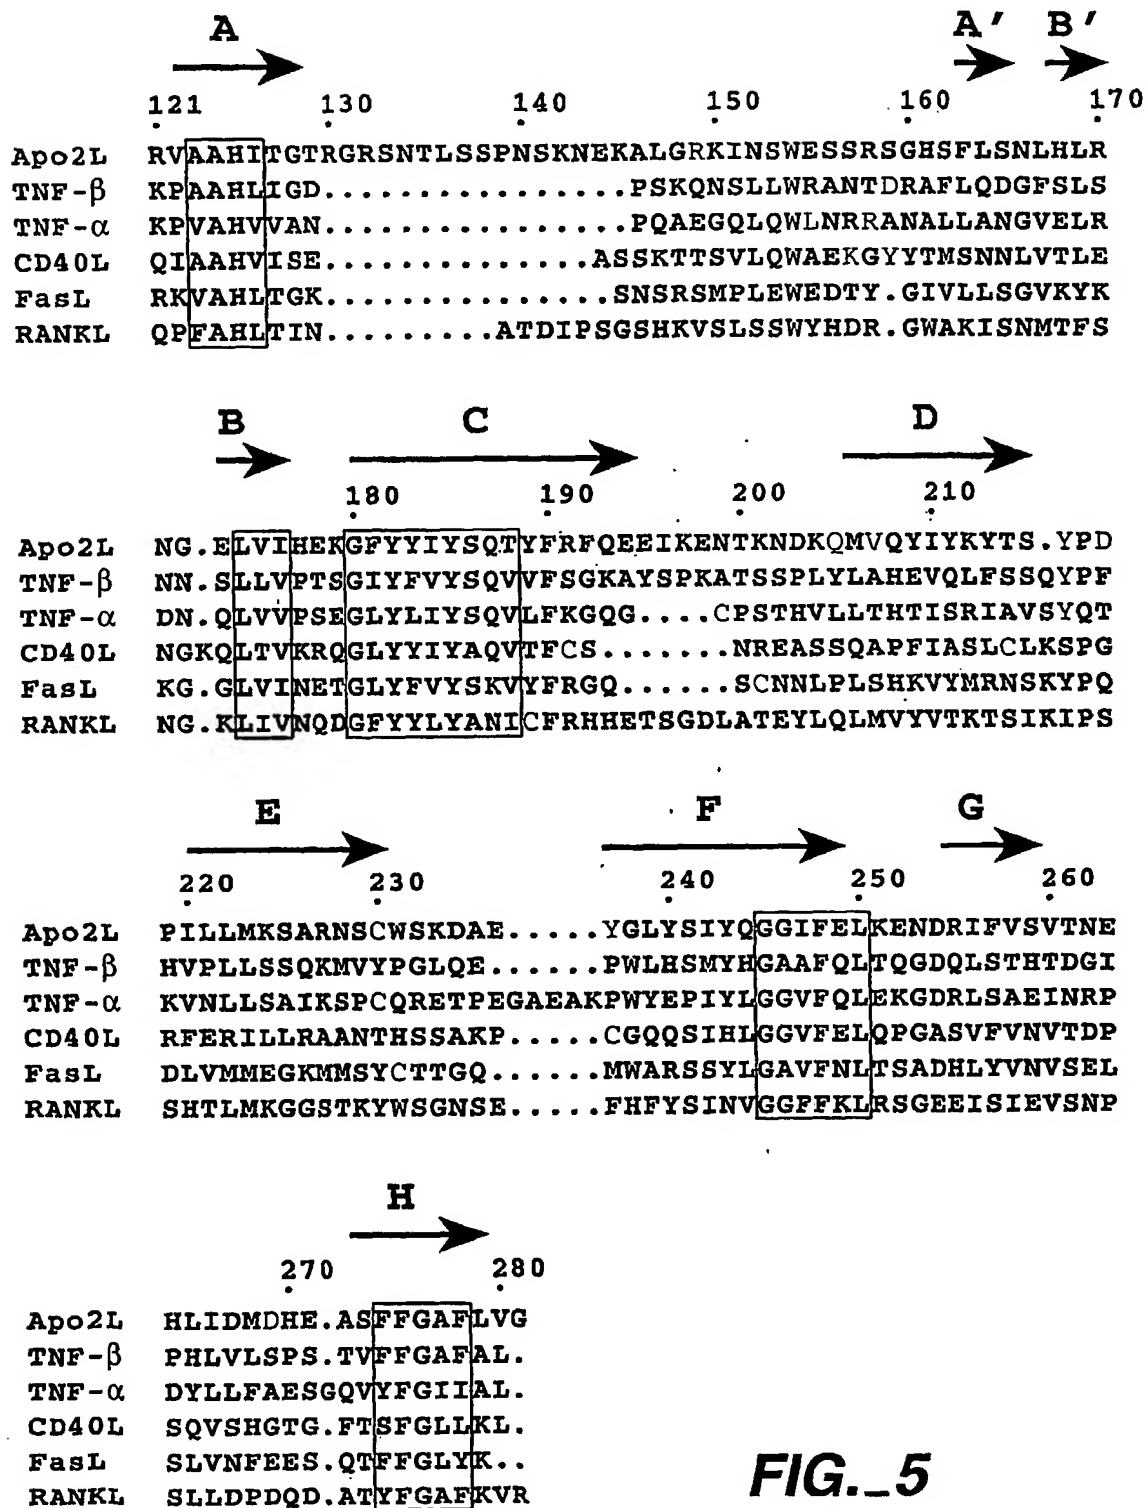 A A' B'
121 130 140 150 160 170
Apo2L RVAAHITGTRGRSNTLSSPNSKNEKALGRKINSWESSRSGHSFLSNLHLR
TNF-β KPAAHLIGD................PSKQNSLLWRANTDRAFLQDGFSLS
TNF-α KPVAHVVAN................PQAEGQLQWLNRRANALLANGVELR
CD40L QIAAHVISE..............ASSKTTSVLQWAEKGYYTMSNNLVTLE
FasL RKVAHLTGK...............SNSRSMPLEWEDTY.GIVLLSGVKYK
RANKL QPFAHLTIN.........ATDIPSGSHKVSLSSWYHDR.GWAKISNMTFS
B C D
180 190 200 210
Apo2L NG.ELVIHEKGFYYIYSQTYFRFQEEIKENTKNDKQMVQYIYKYTS.YPD
TNF-β NN.SLLVPTSGIYFVYSQVVFSGKAYSPKATSSPLYLAHEVQLFSSQYPF
TNF-α DN.QLVVPSEGLYLIYSQVLFKGQG....CPSTHVLLTHTISRIAVSYQT
CD40L NGKQLTVKRQGLYYIYAQVTFCS.......NREASSQAPFIASLCLKSPG
FasL KG.GLVINETGLYFVYSKVYFRGQ......SCNNLPLSHKVYMRNSKYPQ
RANKL NG.KLIVNQDGFYYLYANICFRHHETSGDLATEYLQLMVYVTKTSIKIPS
E F G
220 230 240 250 260
Apo2L PILLMKSARNSCWSKDAE.....YGLYSIYQGGIFELKENDRIFVSVTNE
TNF-β HVPLLSSQKMVYPGLQE......PWLHSMYHGAAFQLTQGDQLSTHTDGI
TNF-α KVNLLSAIKSPCQRETPEGAEAKPWYEPIYLGGVFQLEKGDRLSAEINRP
CD40L RFERILLRAANTHSSAKP.....CGQQSIHLGGVFELQPGASVFVNVTDP
FasL DLVMMEGKMMSYCTTGQ......MWARSSYLGAVFNLTSADHLYVNVSEL
RANKL SHTLMKGGSTKYWSGNSE.....FHFYSINVGGFFKLRSGEEISIEVSNP
H
270 280
Apo2L HLIDMDHE.ASFFGAFLVG
TNF-β PHLVLSPS.TVFFGAFAL.
TNF-α DYLLFAESGQVYFGIIAL.
CD40L SQVSHGTG.FTSFGLLKL.
FasL SLVNFEES.QTFFGLYK..
RANKL SLLDPDQD.ATYFGAFKVR
FIG._5